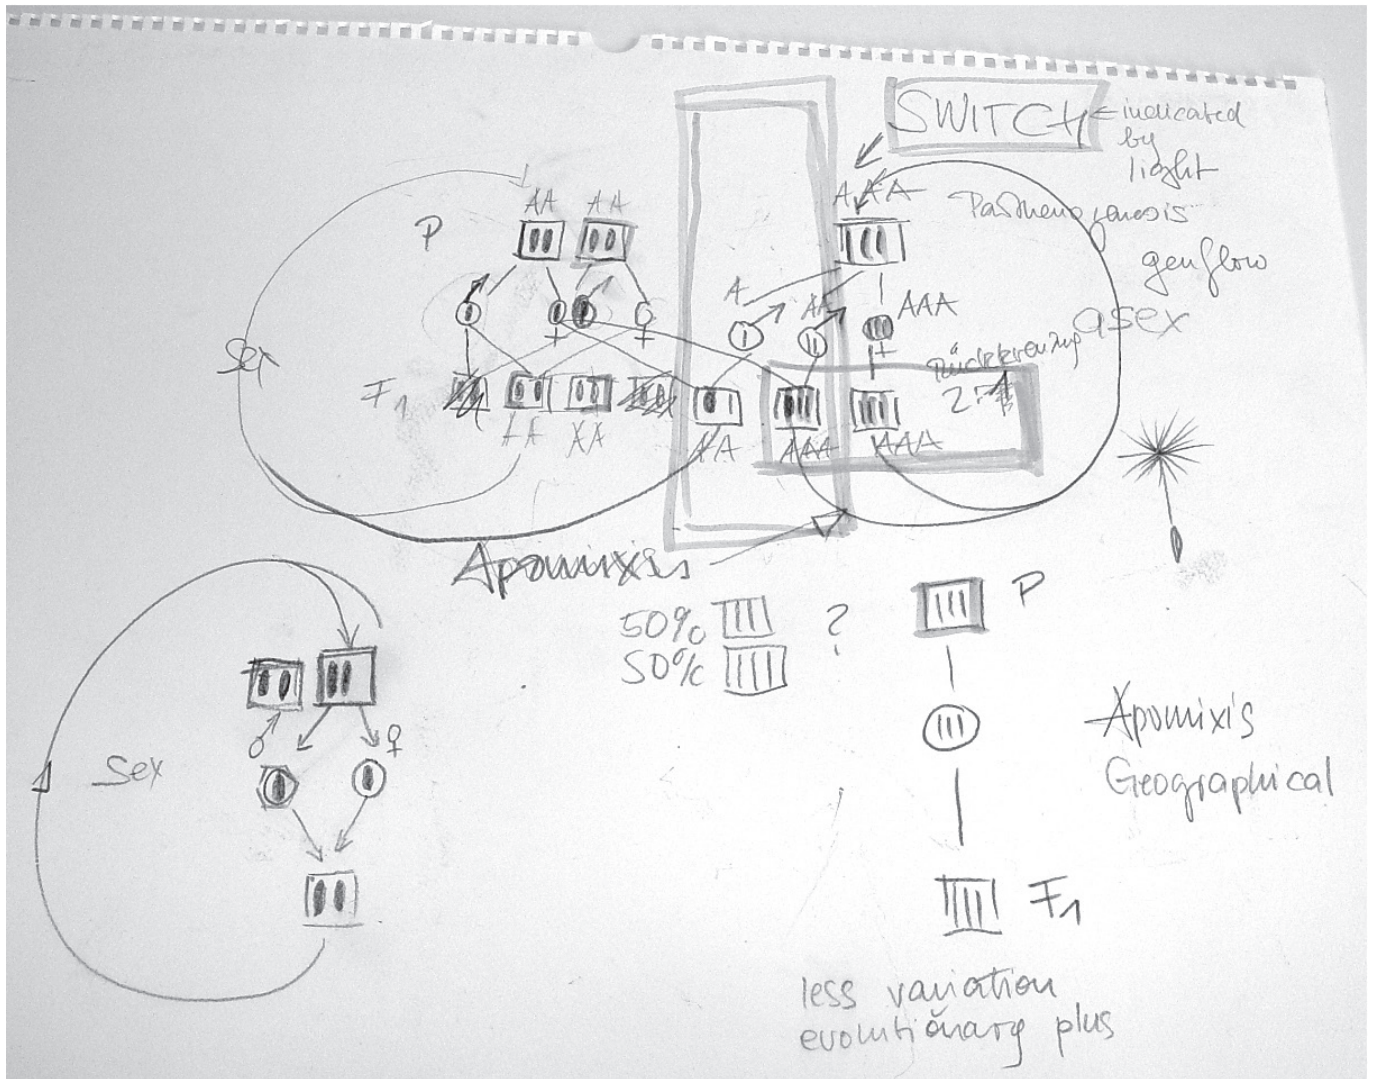 SWITCH
indicated
by
light
AA AA AAA
P
Parthenogenesis
genflow
A AA AAA
asex
Sex
Rückkreuzung
F1
2:1
AA XA XA AAA AAA
Apomixis
50% ?
50%
P
Apomixis
Geographical
Sex
♂ ♀
F1
less variation
evolutionary plus